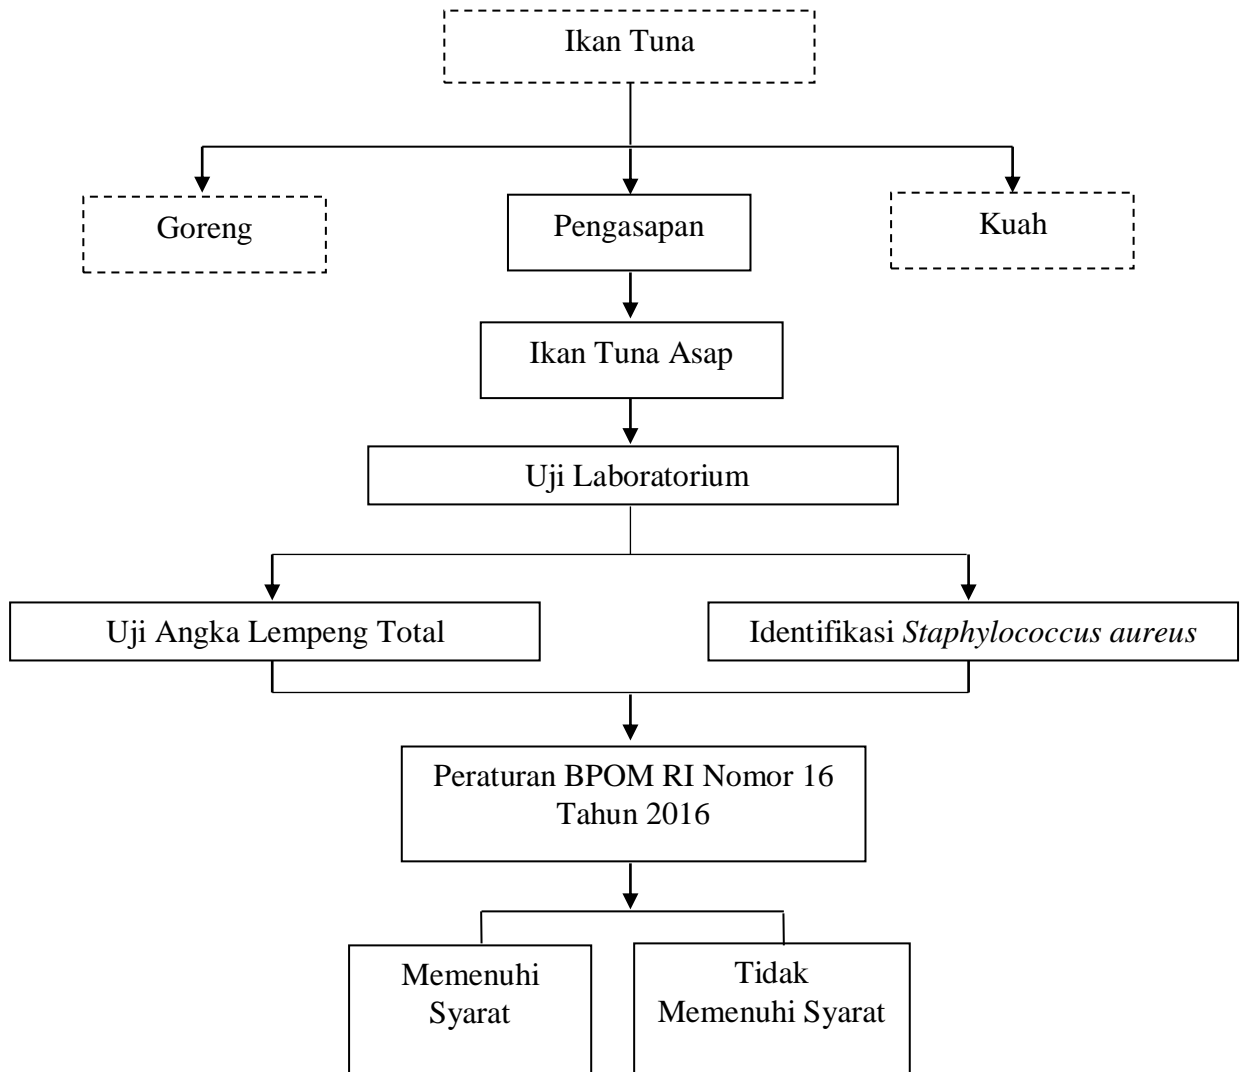 Ikan Tuna
Goreng
Pengasapan
Kuah
Ikan Tuna Asap
Uji Laboratorium
Uji Angka Lempeng Total
Identifikasi Staphylococcus aureus
Peraturan BPOM RI Nomor 16
Tahun 2016
Memenuhi
Syarat
Tidak
Memenuhi Syarat